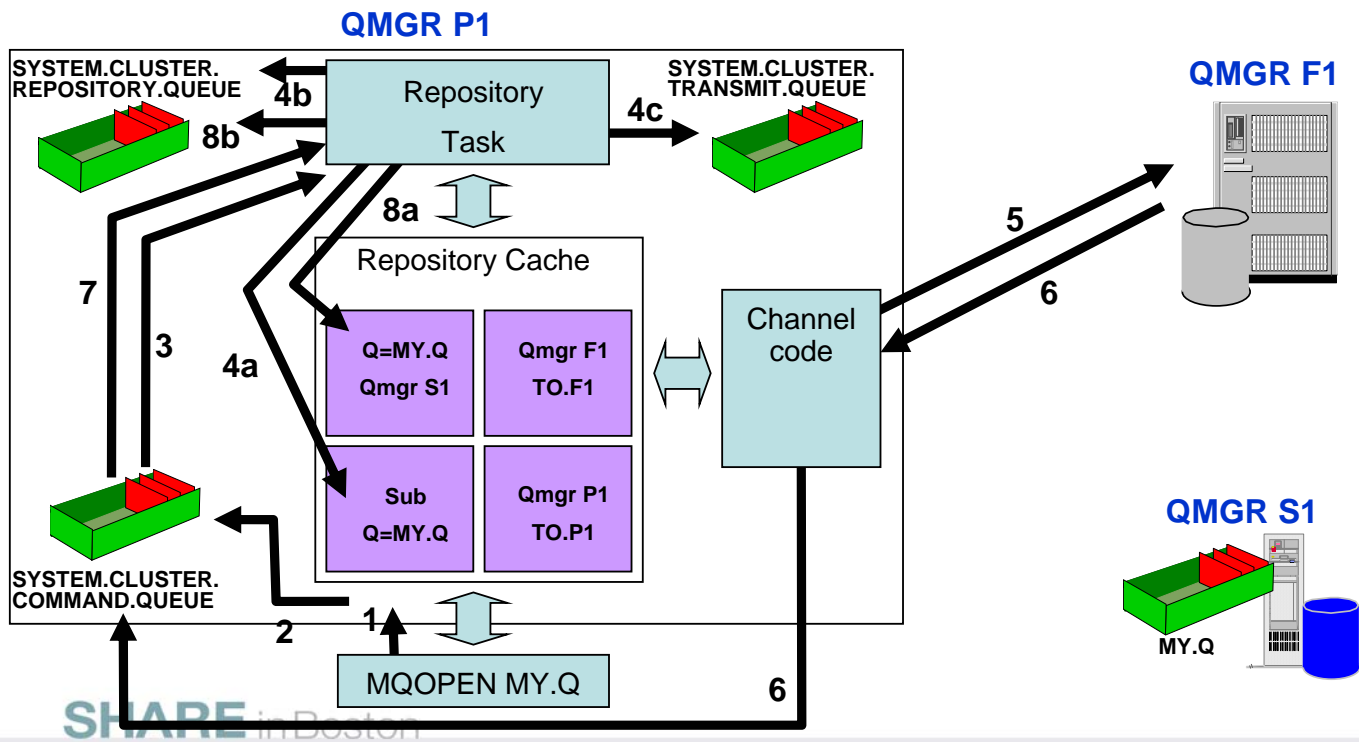 QMGR P1
SYSTEM.CLUSTER.
REPOSITORY.QUEUE
4b
8b
Repository
Task
4c
SYSTEM.CLUSTER.
TRANSMIT.QUEUE
QMGR F1
8a
5
6
7
3
4a
Repository Cache
Q=MY.Q
Qmgr S1
Qmgr F1
TO.F1
Sub
Q=MY.Q
Qmgr P1
TO.P1
Channel
code
QMGR S1
MY.Q
SYSTEM.CLUSTER.
COMMAND.QUEUE
2
1
MQOPEN MY.Q
6
SHARE in Boston